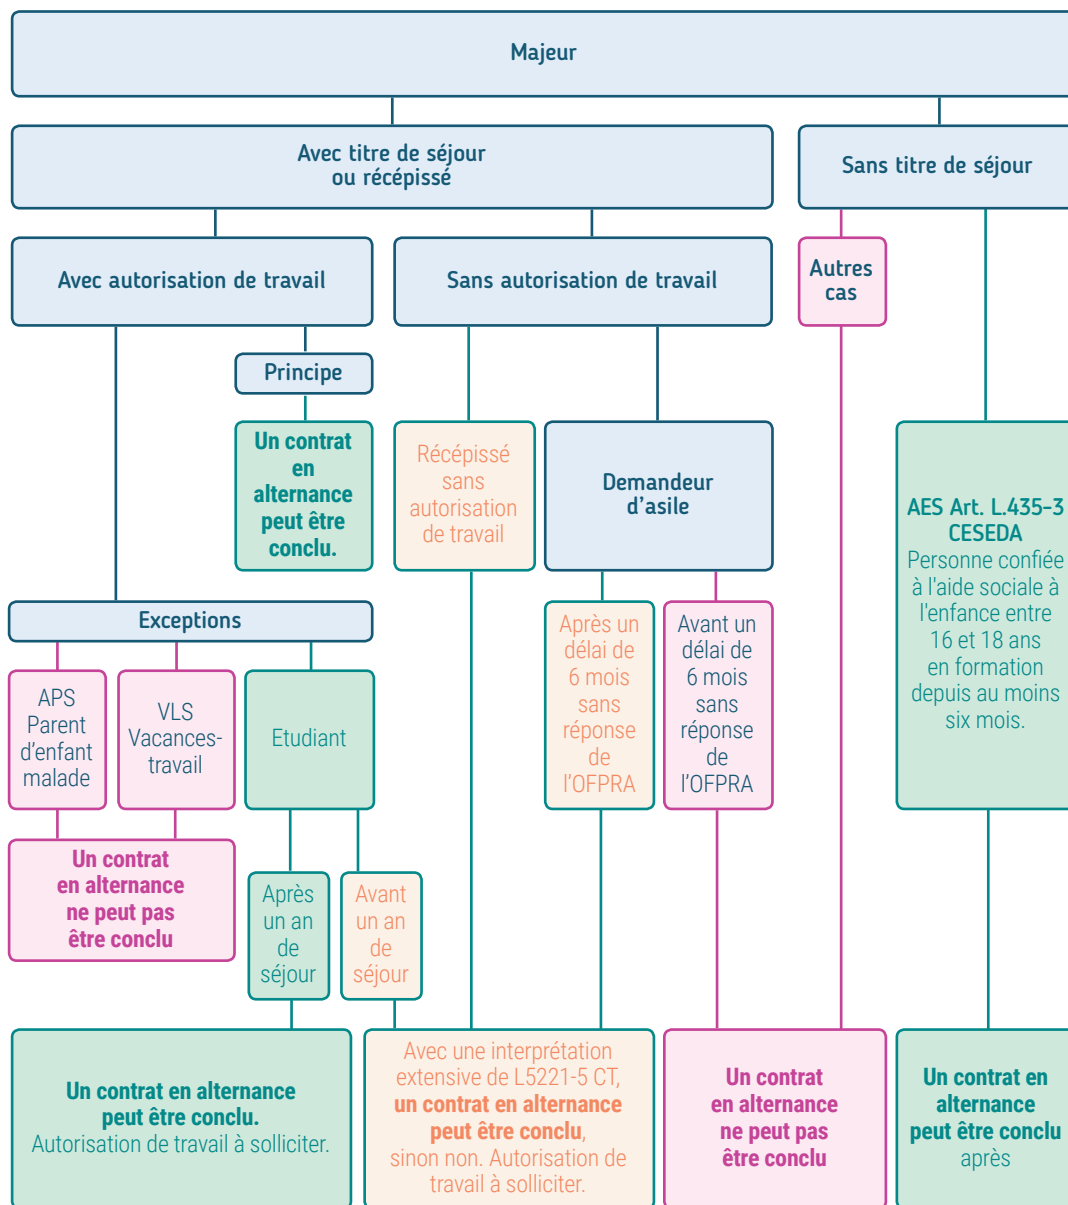 Majeur
Avec titre de séjour
ou récépissé
Sans titre de séjour
Avec autorisation de travail
Sans autorisation de travail
Autres
cas
Principe
Un contrat
en
alternance
peut être
conclu.
Récépissé
sans
autorisation
de travail
Demandeur
d'asile
AES Art. L.435-3
CESEDA
Personne confiée
à l'aide sociale à
l'enfance entre
16 et 18 ans
en formation
depuis au moins
six mois.
Exceptions
Après un
délai de
6 mois
sans
réponse
de
l'OFPRA
Avant un
délai de
6 mois
sans
réponse
de
l'OFPRA
APS
Parent
d'enfant
malade
VLS
Vacances-
travail
Etudiant
Un contrat
en alternance
ne peut pas
être conclu
Après
un an
de
séjour
Avant
un an
de
séjour
Un contrat en alternance
peut être conclu.
Autorisation de travail à solliciter.
Avec une interprétation
extensive de L5221-5 CT,
un contrat en alternance
peut être conclu,
sinon non. Autorisation de
travail à solliciter.
Un contrat
en alternance
ne peut pas
être conclu
Un contrat en
alternance
peut être conclu
après